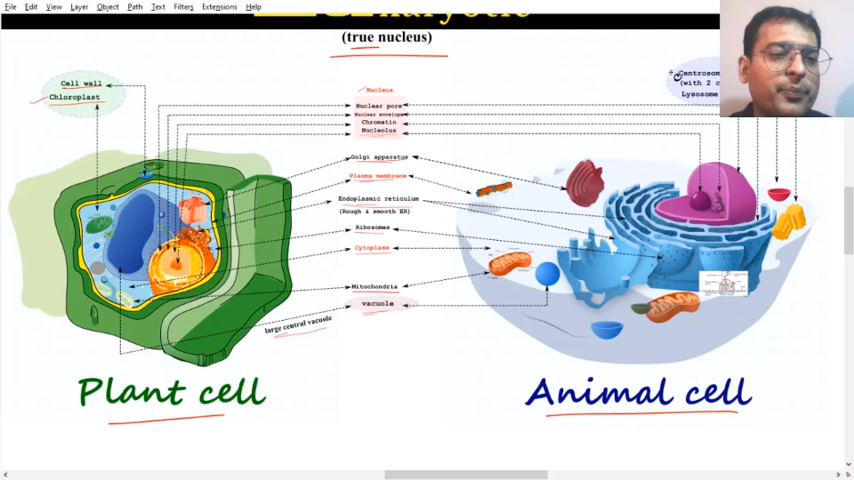 File Edit View Layer Object Path Filters Extensions Help
(true nucleus)
Cell wall
Chloroplast
Nucleus
Nuclear pore
Nuclear envelope
Chromatin
Nucleolus
Golgi apparatus
Plasma membrane
Endoplasmic reticulum
(Rough & smooth ER)
Ribosomes
Cytoplasm
Mitochondria
vacuole
large central vacuole
(with 2
Lysosome
Plant cell
Animal cell